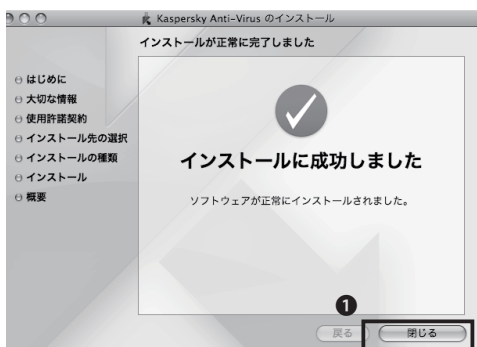 Kaspersky Anti-Virus のインストール
インストールが正常に完了しました
はじめに
大切な情報
使用許諾契約
インストール先の選択
インストールの種類
インストール
概要
インストールに成功しました
ソフトウェアが正常にインストールされました。
1
戻る
閉じる